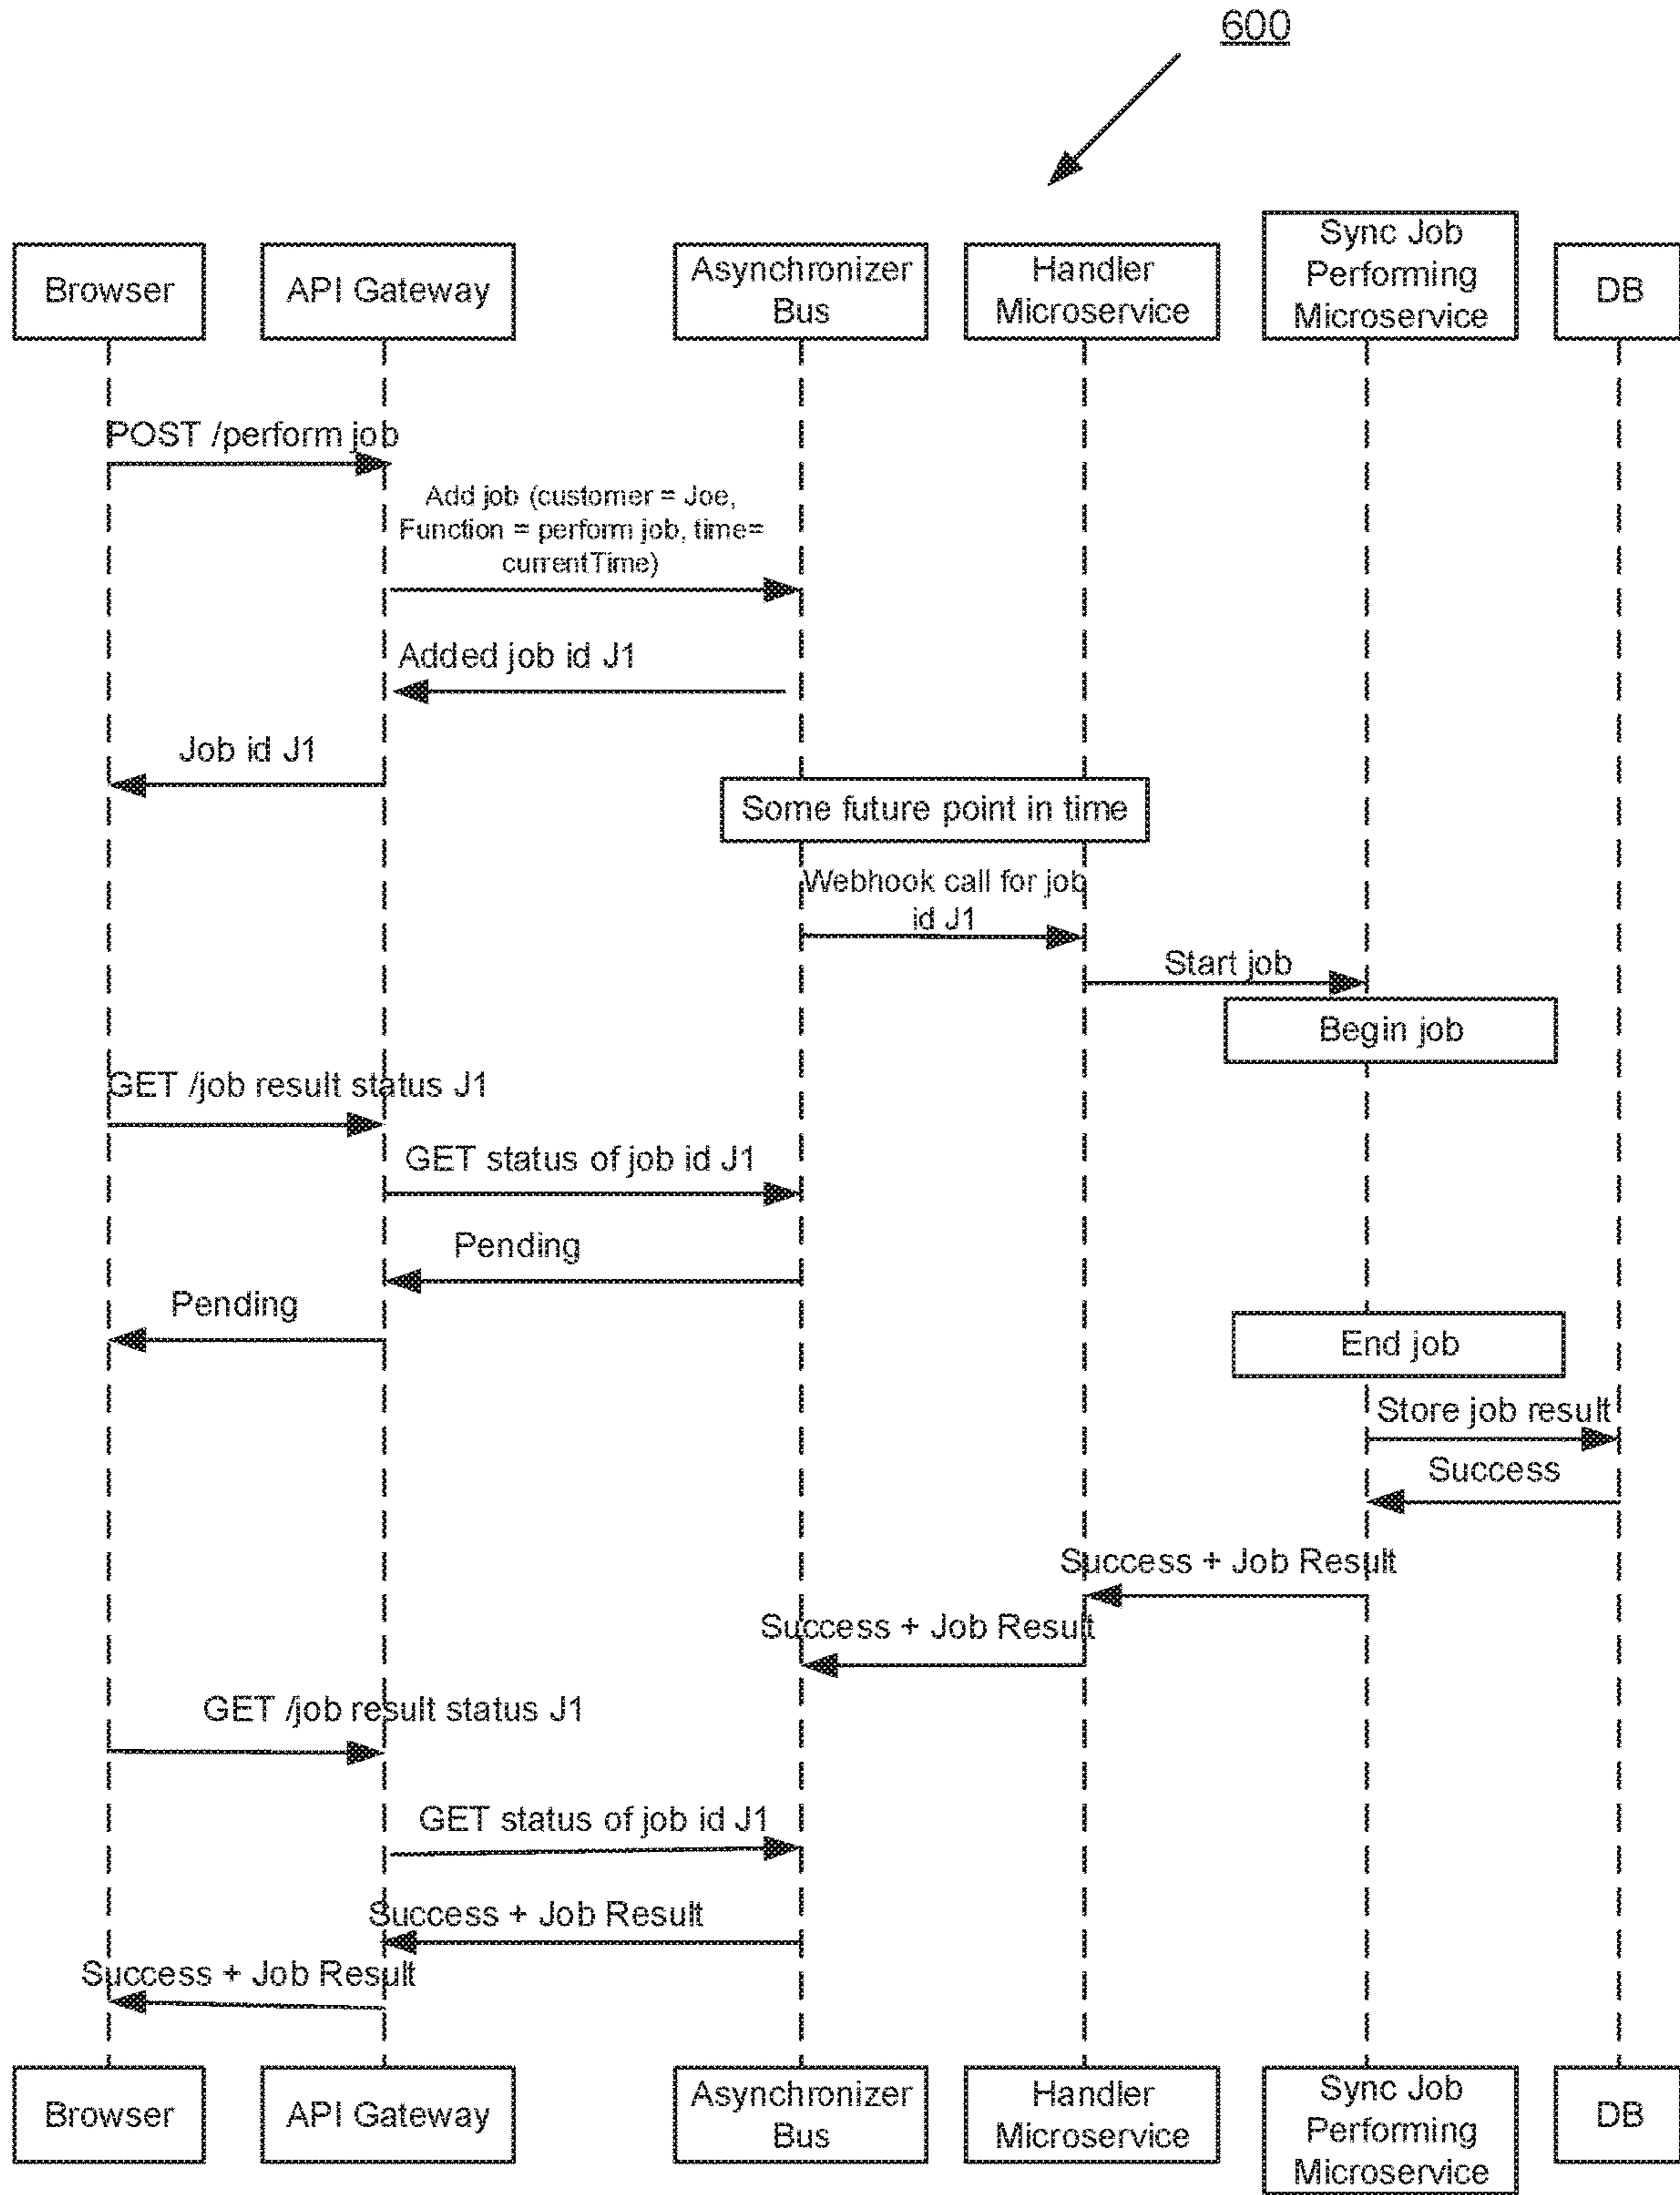 600
Browser
API Gateway
Asynchronizer
Bus
Handler
Microservice
Sync Job
Performing
Microservice
DB
POST /perform job
Add job (customer = Joe,
Function = perform job, time=
currentTime)
Added job id J1
Job id J1
Some future point in time
Webhook call for job
id J1
Start job
Begin job
GET /job result status J1
GET status of job id J1
Pending
Pending
End job
Store job result
Success
Success + Job Result
Success + Job Result
GET /job result status J1
GET status of job id J1
Success + Job Result
Success + Job Result
Browser
API Gateway
Asynchronizer
Bus
Handler
Microservice
Sync Job
Performing
Microservice
DB